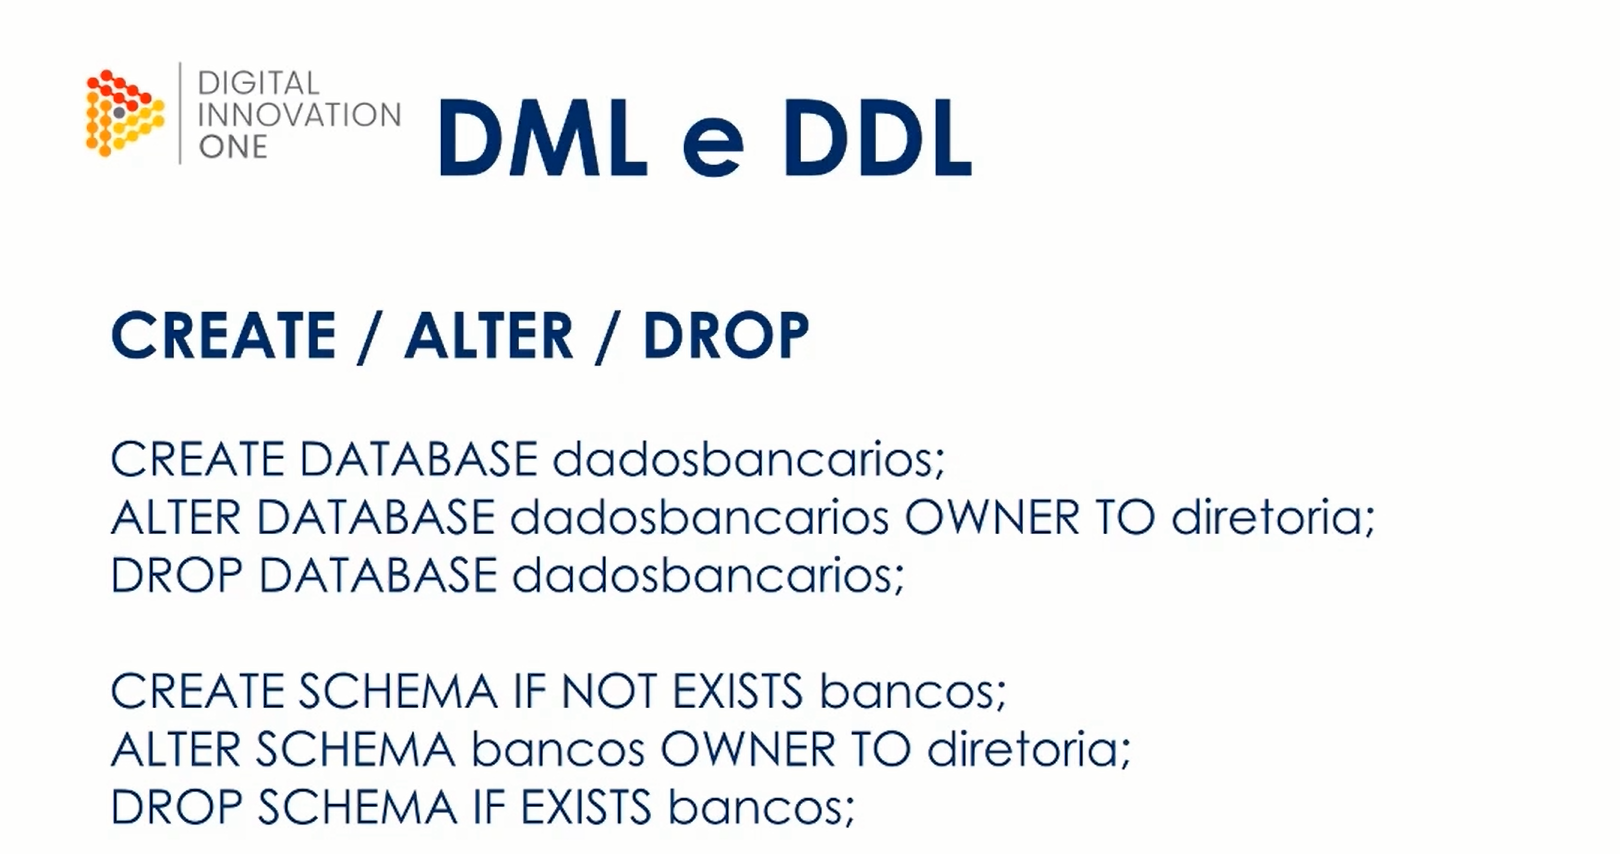 DIGITAL
INNOVATION
ONE
DML e DDL
CREATE / ALTER / DROP
CREATE DATABASE dadosbancarios;
ALTER DATABASE dadosbancarios OWNER TO diretoria;
DROP DATABASE dadosbancarios;
CREATE SCHEMA IF NOT EXISTS bancos;
ALTER SCHEMA bancos OWNER TO diretoria;
DROP SCHEMA IF EXISTS bancos;